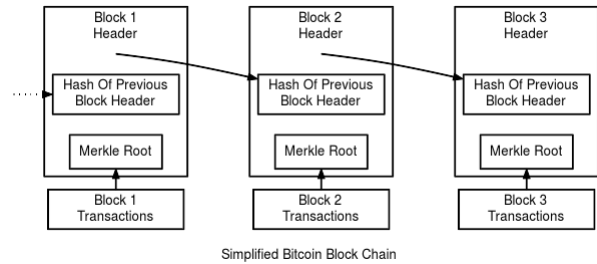 Block 1
Header
Hash Of Previous
Block Header
Merkle Root
Block 1
Transactions
Block 2
Header
Hash Of Previous
Block Header
Merkle Root
Block 2
Transactions
Block 3
Header
Hash Of Previous
Block Header
Merkle Root
Block 3
Transactions
Simplified Bitcoin Block Chain